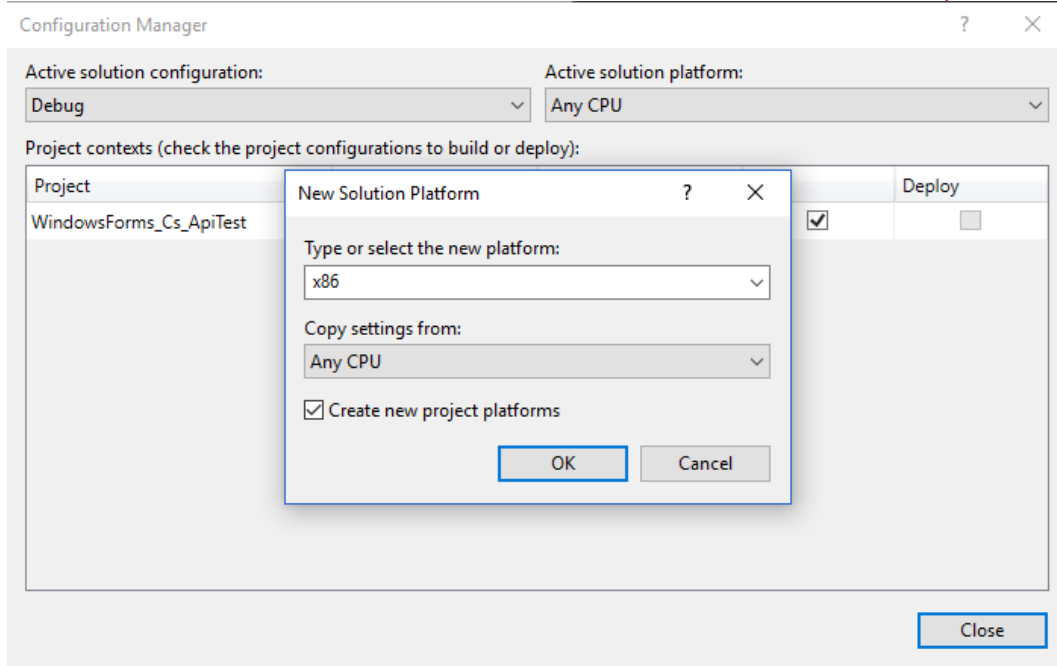 Configuration Manager ?
Active solution configuration: Active solution platform:
Debug Any CPU
Project contexts (check the project configurations to build or deploy):
Project Deploy
WindowsForms_Cs_ApiTest
New Solution Platform ?
Type or select the new platform:
x86
Copy settings from:
Any CPU
Create new project platforms
OK Cancel
Close